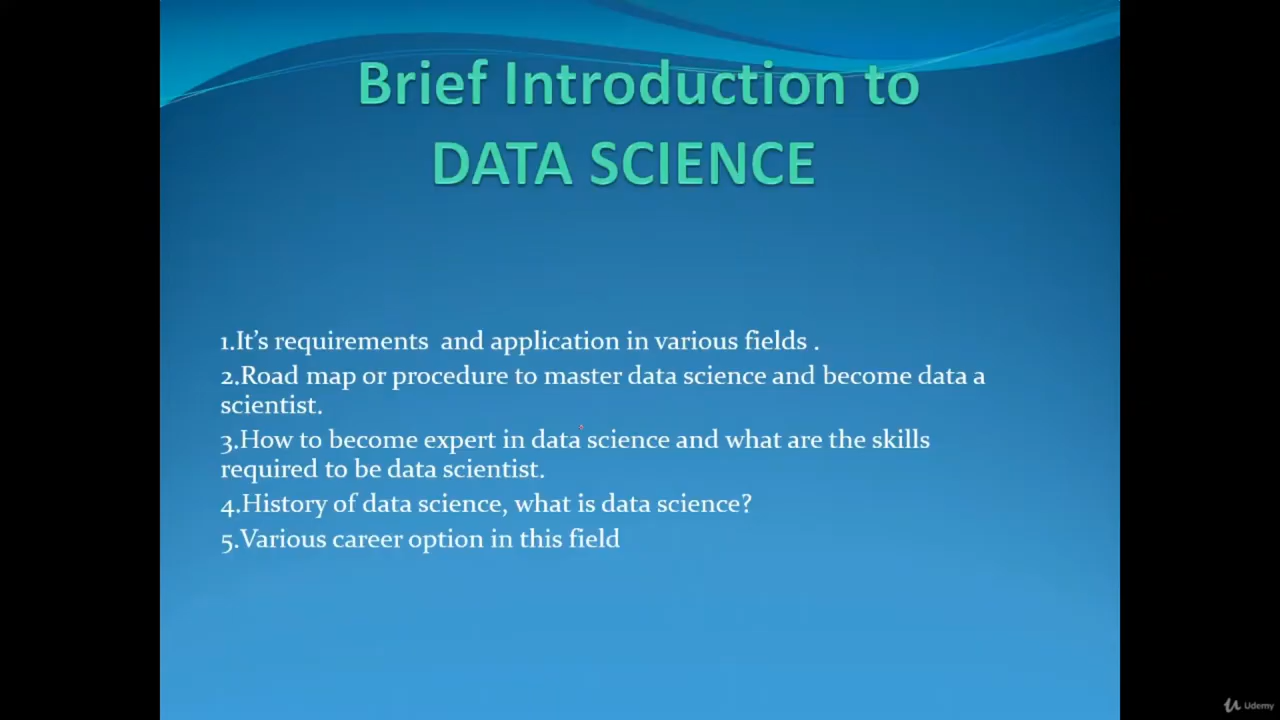 Brief Introduction to
DATA SCIENCE
1.It’s requirements  and application in various fields .
2.Road map or procedure to master data science and become data a
scientist.
3.How to become expert in data science and what are the skills
required to be data scientist.
4.History of data science, what is data science?
5.Various career option in this field
Udemy